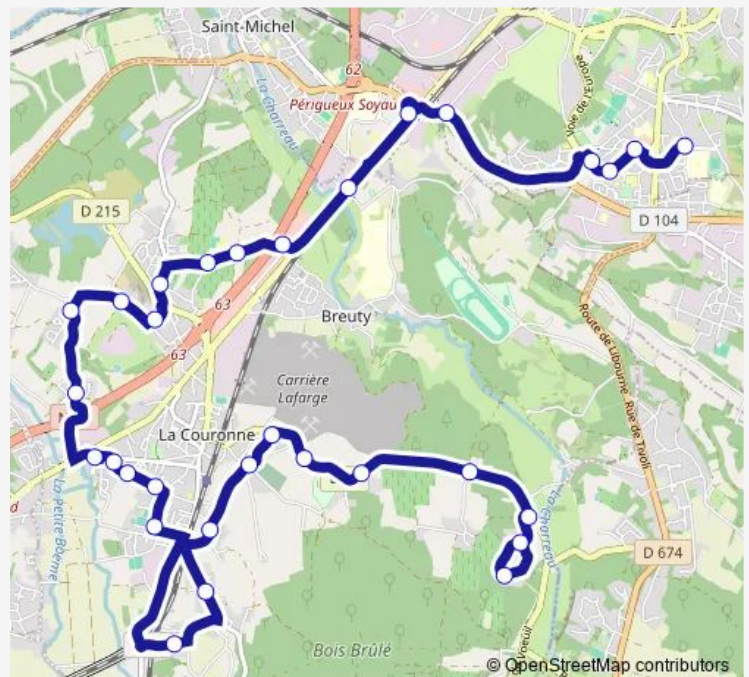 Saint-Michel
62
Périgueux Soyau
La Charreau
Voie de l'Europe
D 215
D 104
63
Breuty
63
Route de Libourne
Rue de Tivoli
Carrière
Lafarge
La Couronne
La Petite-Boëme
La Charreau
D 674
Bois Brûlé
© OpenStreetMap contributors